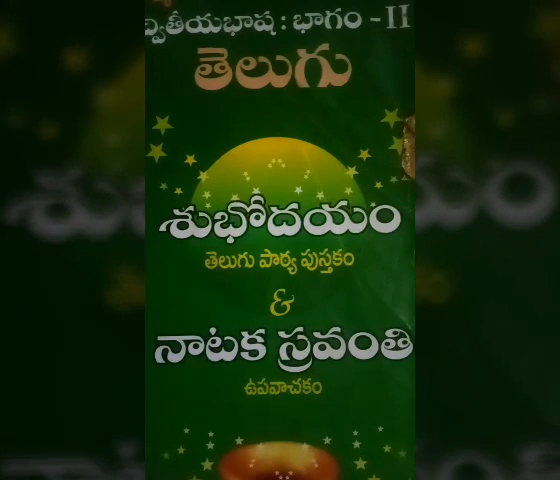 ద్వితీయభాష : భాగం - II
తెలుగు
శుభోదయం
తెలుగు పాఠ్య పుస్తకం
&
నాటక స్రవంతి
ఉపవాచకం